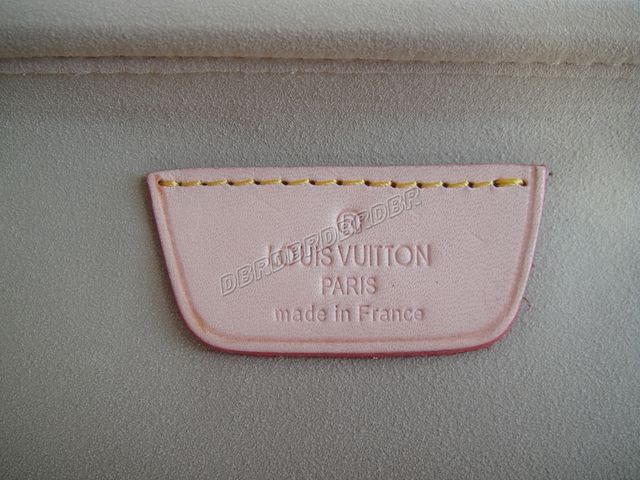 ®
LOUIS VUITTON
PARIS
made in France
DBRDBRDBRDBR